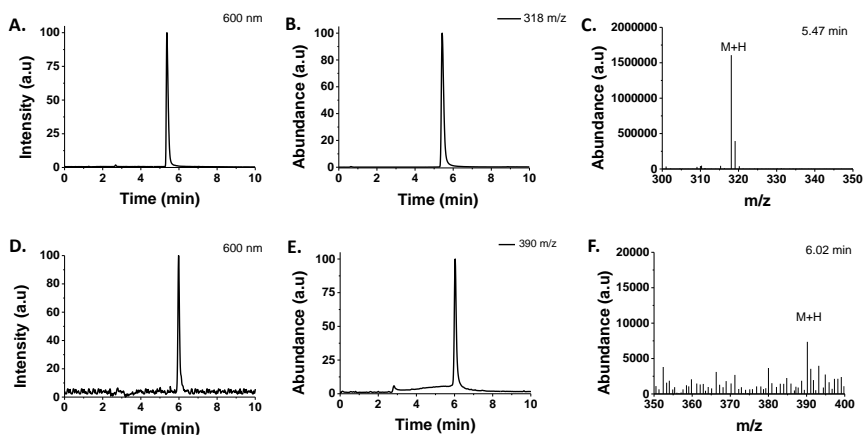 A.
600 nm
Intensity (a.u)
100
75
50
25
0
0 2 4 6 8 10
Time (min)
B.
318 m/z
Abundance (a.u)
100
80
60
40
20
0
0 2 4 6 8 10
Time (min)
C.
5.47 min
M+H
Abundance (a.u)
2000000
1500000
1000000
500000
0
300 310 320 330 340 350
m/z
D.
600 nm
Intensity (a.u)
100
80
60
40
20
0
0 2 4 6 8 10
Time (min)
E.
390 m/z
Abundance (a.u)
100
75
50
25
0
0 2 4 6 8 10
Time (min)
F.
6.02 min
M+H
Abundance (a.u)
20000
15000
10000
5000
0
350 360 370 380 390 400
m/z